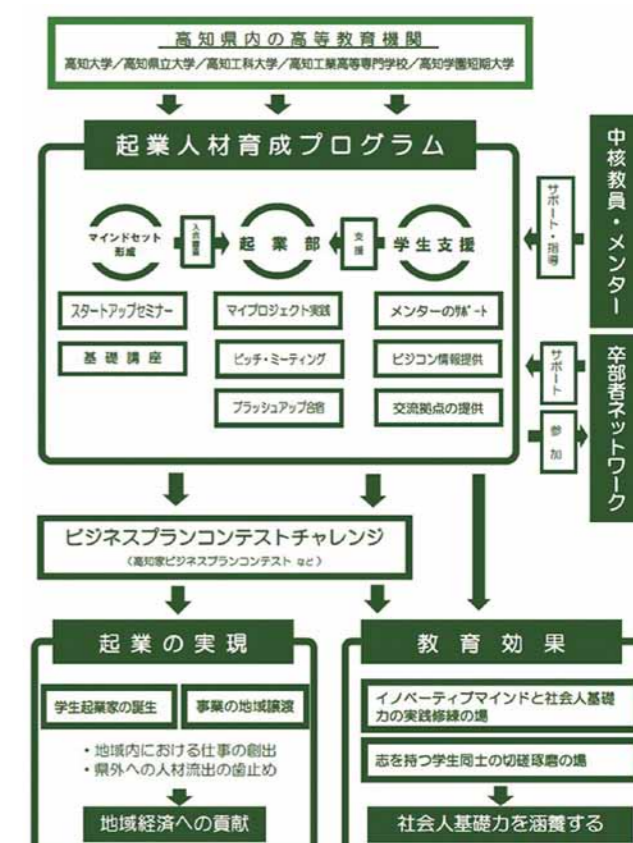 高知県内の高等教育機関
高知大学／高知県立大学／高知工科大学／高知工業高等専門学校／高知学園短期大学
起業人材育成プログラム
マインドセット
形成
入部審査
起業部
支援
学生支援
スタートアップセミナー
基礎講座
マイプロジェクト実践
ピッチ・ミーティング
ブラッシュアップ合宿
メンターのｻﾎﾟｰﾄ
ビジコン情報提供
交流拠点の提供
サポート・指導
中核教員・メンター
サポート
参加
卒部者ネットワーク
ビジネスプランコンテストチャレンジ
（高知家ビジネスプランコンテスト など）
起業の実現
学生起業家の誕生
事業の地域譲渡
・地域内における仕事の創出
・県外への人材流出の歯止め
地域経済への貢献
教育効果
イノベーティブマインドと社会人基礎
力の実践修練の場
志を持つ学生同士の切磋琢磨の場
社会人基礎力を涵養する